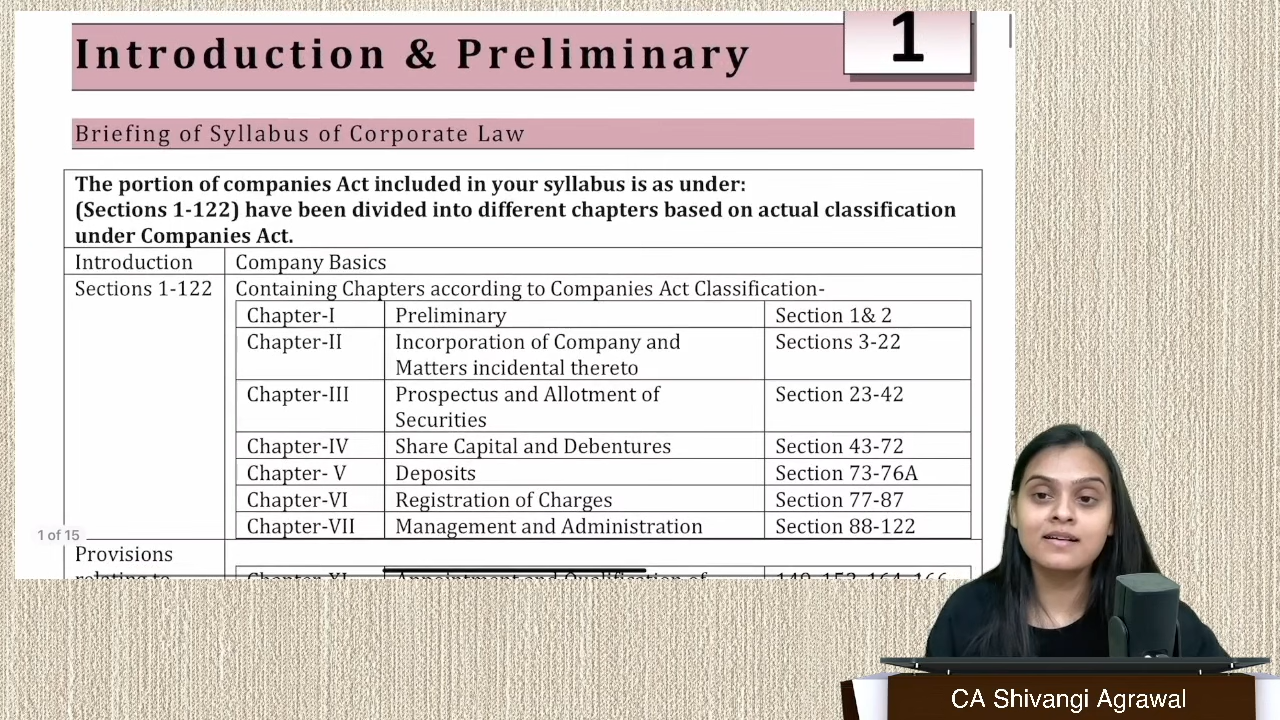 Introduction & Preliminary
1
Briefing of Syllabus of Corporate Law
The portion of companies Act included in your syllabus is as under:
(Sections 1-122) have been divided into different chapters based on actual classification
under Companies Act.
Introduction Company Basics
Sections 1-122 Containing Chapters according to Companies Act Classification-
Chapter-I Preliminary Section 1& 2
Chapter-II Incorporation of Company and Sections 3-22
Matters incidental thereto
Chapter-III Prospectus and Allotment of Section 23-42
Securities
Chapter-IV Share Capital and Debentures Section 43-72
Chapter- V Deposits Section 73-76A
Chapter-VI Registration of Charges Section 77-87
Chapter-VII Management and Administration Section 88-122
1 of 15
Provisions
relating to Appointment and Qualification of
CA Shivangi Agrawal